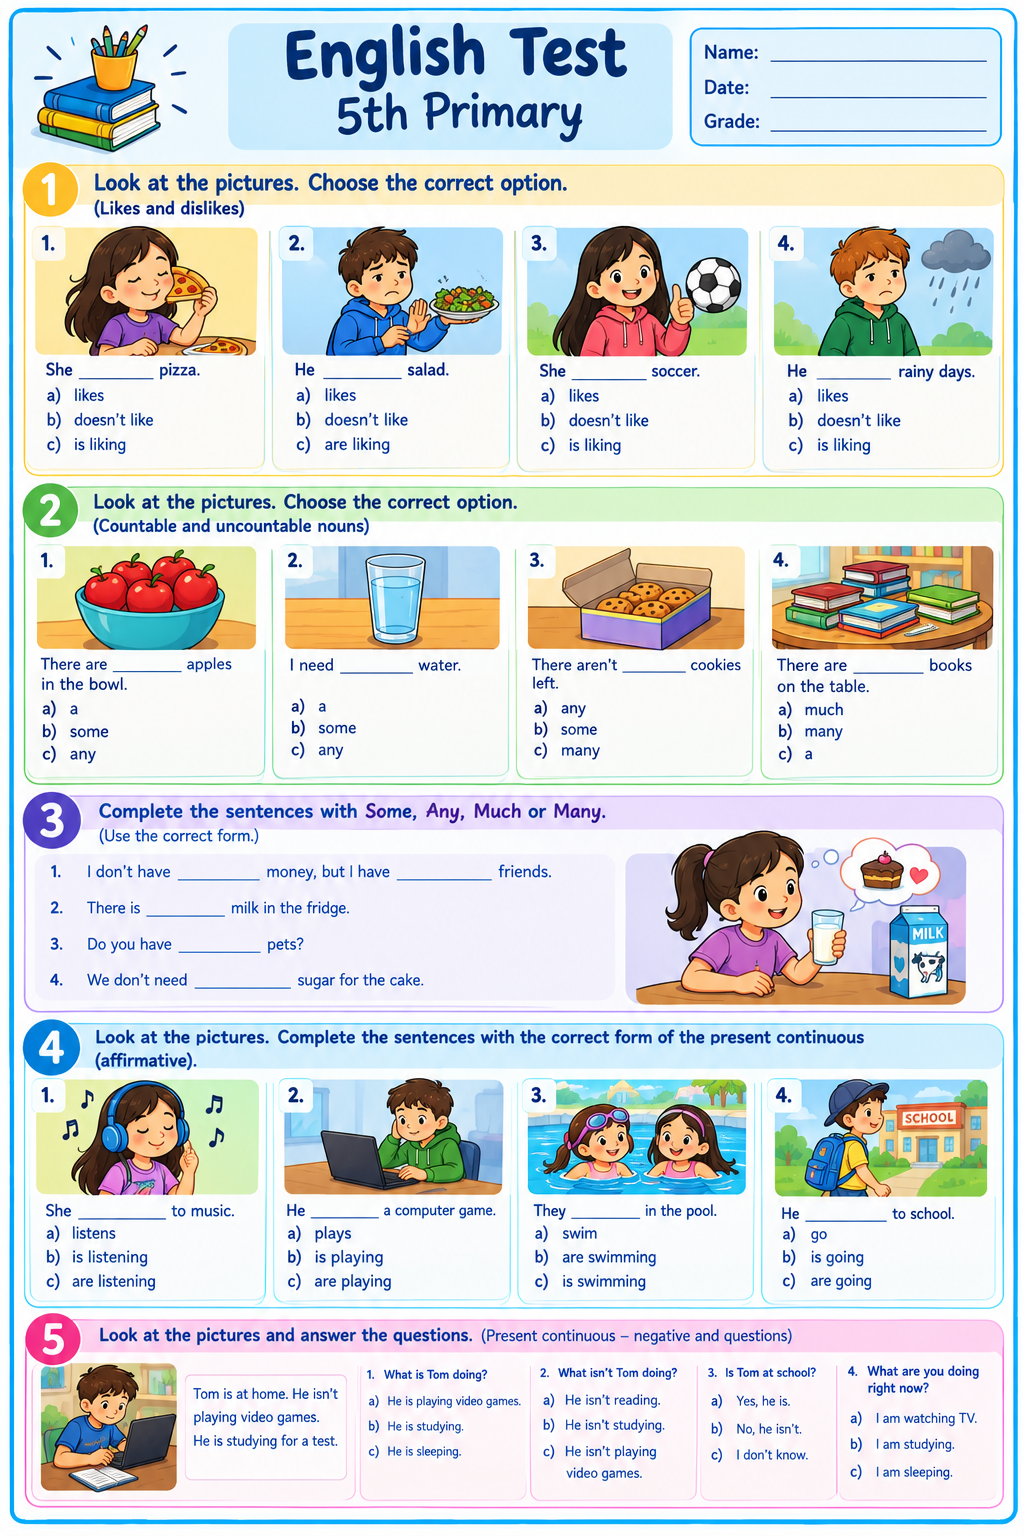 English Test
5th Primary
Name: ____________
Date: ____________
Grade: ____________
1
Look at the pictures. Choose the correct option.
(Likes and dislikes)
1.
She ________ pizza.
a) likes
b) doesn't like
c) is liking
2.
He ________ salad.
a) likes
b) doesn't like
c) are liking
3.
She ________ soccer.
a) likes
b) doesn't like
c) is liking
4.
He ________ rainy days.
a) likes
b) doesn't like
c) is liking
2
Look at the pictures. Choose the correct option.
(Countable and uncountable nouns)
1.
There are ________ apples
in the bowl.
a) a
b) some
c) any
2.
I need ________ water.
a) a
b) some
c) any
3.
There aren't ________ cookies
left.
a) any
b) some
c) many
4.
There are ________ books
on the table.
a) much
b) many
c) a
3
Complete the sentences with Some, Any, Much or Many.
(Use the correct form.)
1. I don't have ________ money, but I have ________ friends.
2. There is ________ milk in the fridge.
3. Do you have ________ pets?
4. We don't need ________ sugar for the cake.
MILK
4
Look at the pictures. Complete the sentences with the correct form of the present continuous
(affirmative).
1.
She ________ to music.
a) listens
b) is listening
c) are listening
2.
He ________ a computer game.
a) plays
b) is playing
c) are playing
3.
They ________ in the pool.
a) swim
b) are swimming
c) is swimming
4.
SCHOOL
He ________ to school.
a) go
b) is going
c) are going
5
Look at the pictures and answer the questions. (Present continuous – negative and questions)
Tom is at home. He isn't
playing video games.
He is studying for a test.
1. What is Tom doing?
a) He is playing video games.
b) He is studying.
c) He is sleeping.
2. What isn't Tom doing?
a) He isn't reading.
b) He isn't studying.
c) He isn't playing
video games.
3. Is Tom at school?
a) Yes, he is.
b) No, he isn't.
c) I don't know.
4. What are you doing
right now?
a) I am watching TV.
b) I am studying.
c) I am sleeping.